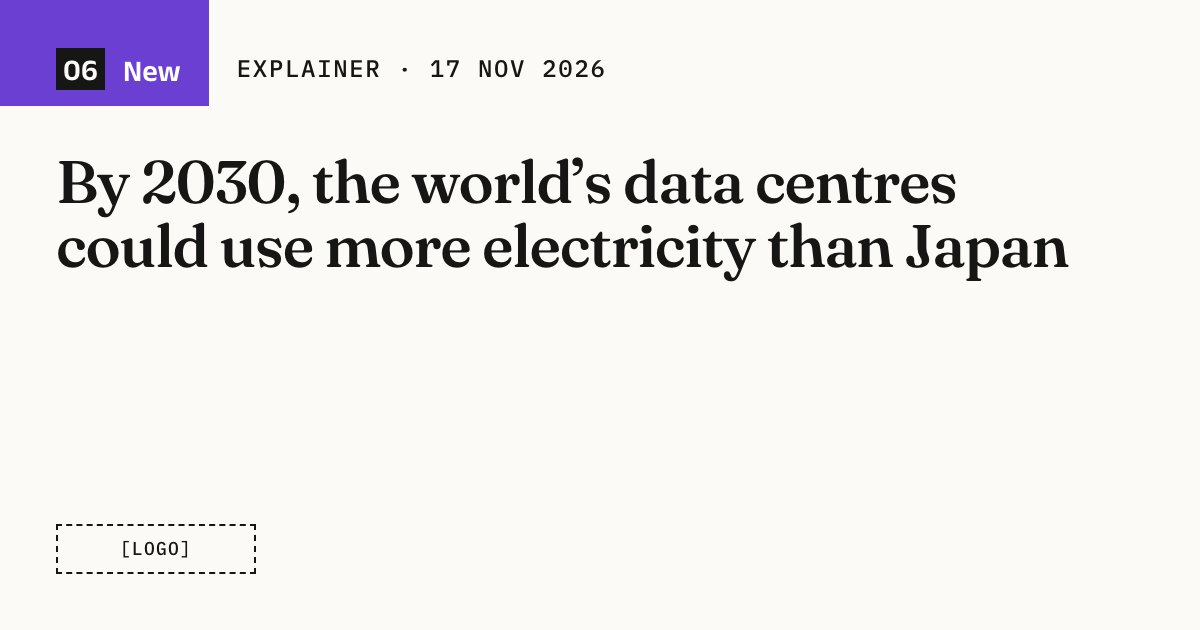 06 New EXPLAINER · 17 NOV 2026
By 2030, the world’s data centres
could use more electricity than Japan
[LOGO]